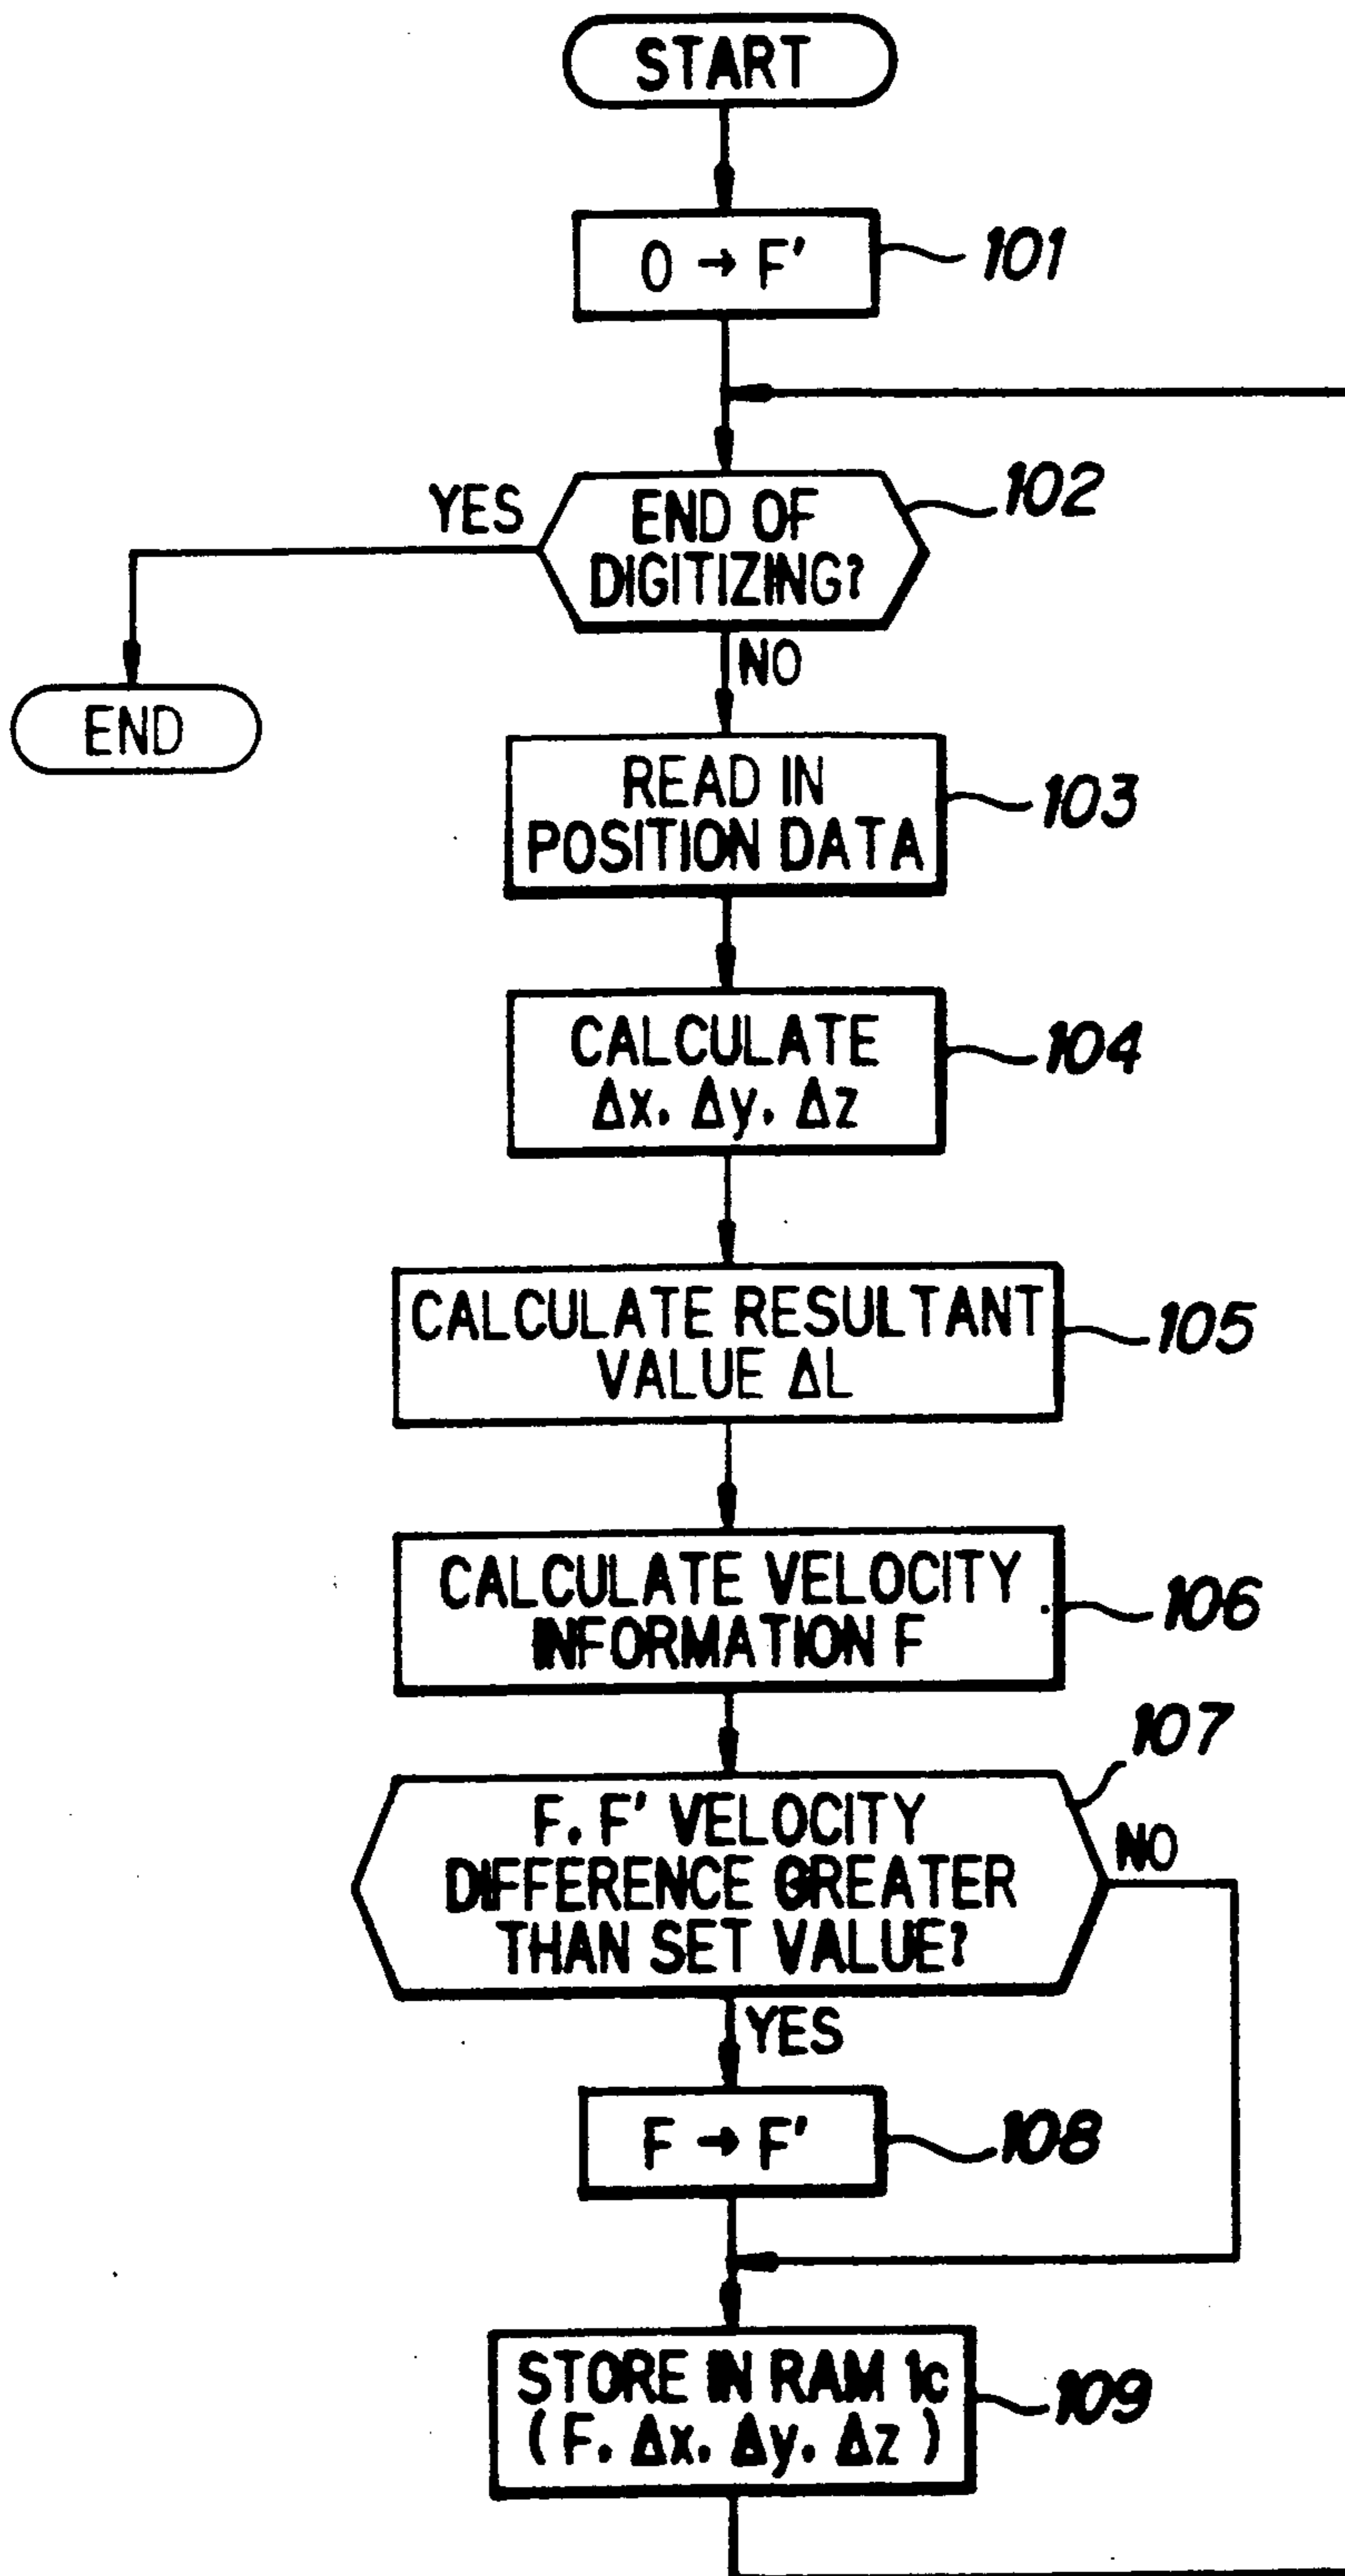 START
0 → F'
101
YES
END OF
DIGITIZING?
102
NO
END
READ IN
POSITION DATA
103
CALCULATE
Δx. Δy. Δz
104
CALCULATE RESULTANT
VALUE ΔL
105
CALCULATE VELOCITY
INFORMATION F
106
107
F. F' VELOCITY
DIFFERENCE GREATER
THAN SET VALUE?
NO
YES
F → F'
108
STORE IN RAM 1c
(F. Δx. Δy. Δz)
109